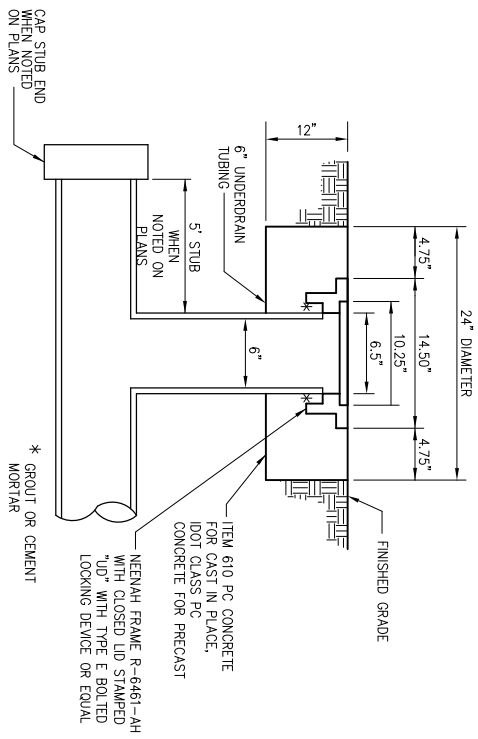 24" DIAMETER
4.75"
14.50"
4.75"
10.25"
6.5"
FINISHED GRADE
12"
6" UNDERDRAIN
TUBING
6"
ITEM 610 PC CONCRETE
FOR CAST IN PLACE,
IDOT CLASS PC
CONCRETE FOR PRECAST
NEENAH FRAME R-6461-AH
WITH CLOSED LID STAMPED
"UD" WITH TYPE E BOLTED
LOCKING DEVICE OR EQUAL
5' STUB
WHEN
NOTED ON
PLANS
CAP STUB END
WHEN NOTED
ON PLANS
*
*
* GROUT OR CEMENT
MORTAR